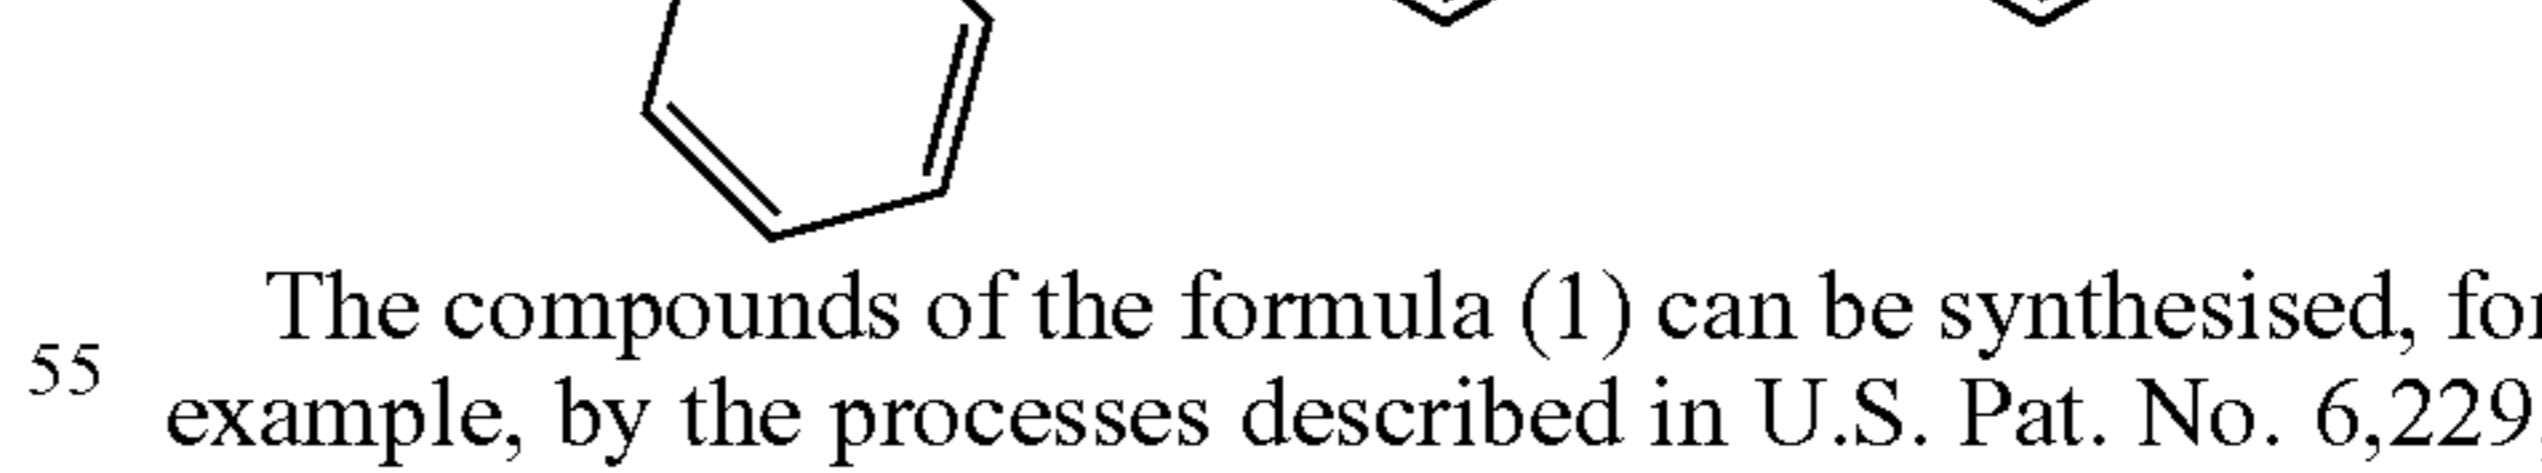 The compounds of the formula (1) can be synthesised, for
55
example, by the processes described in U.S. Pat. No. 6,229